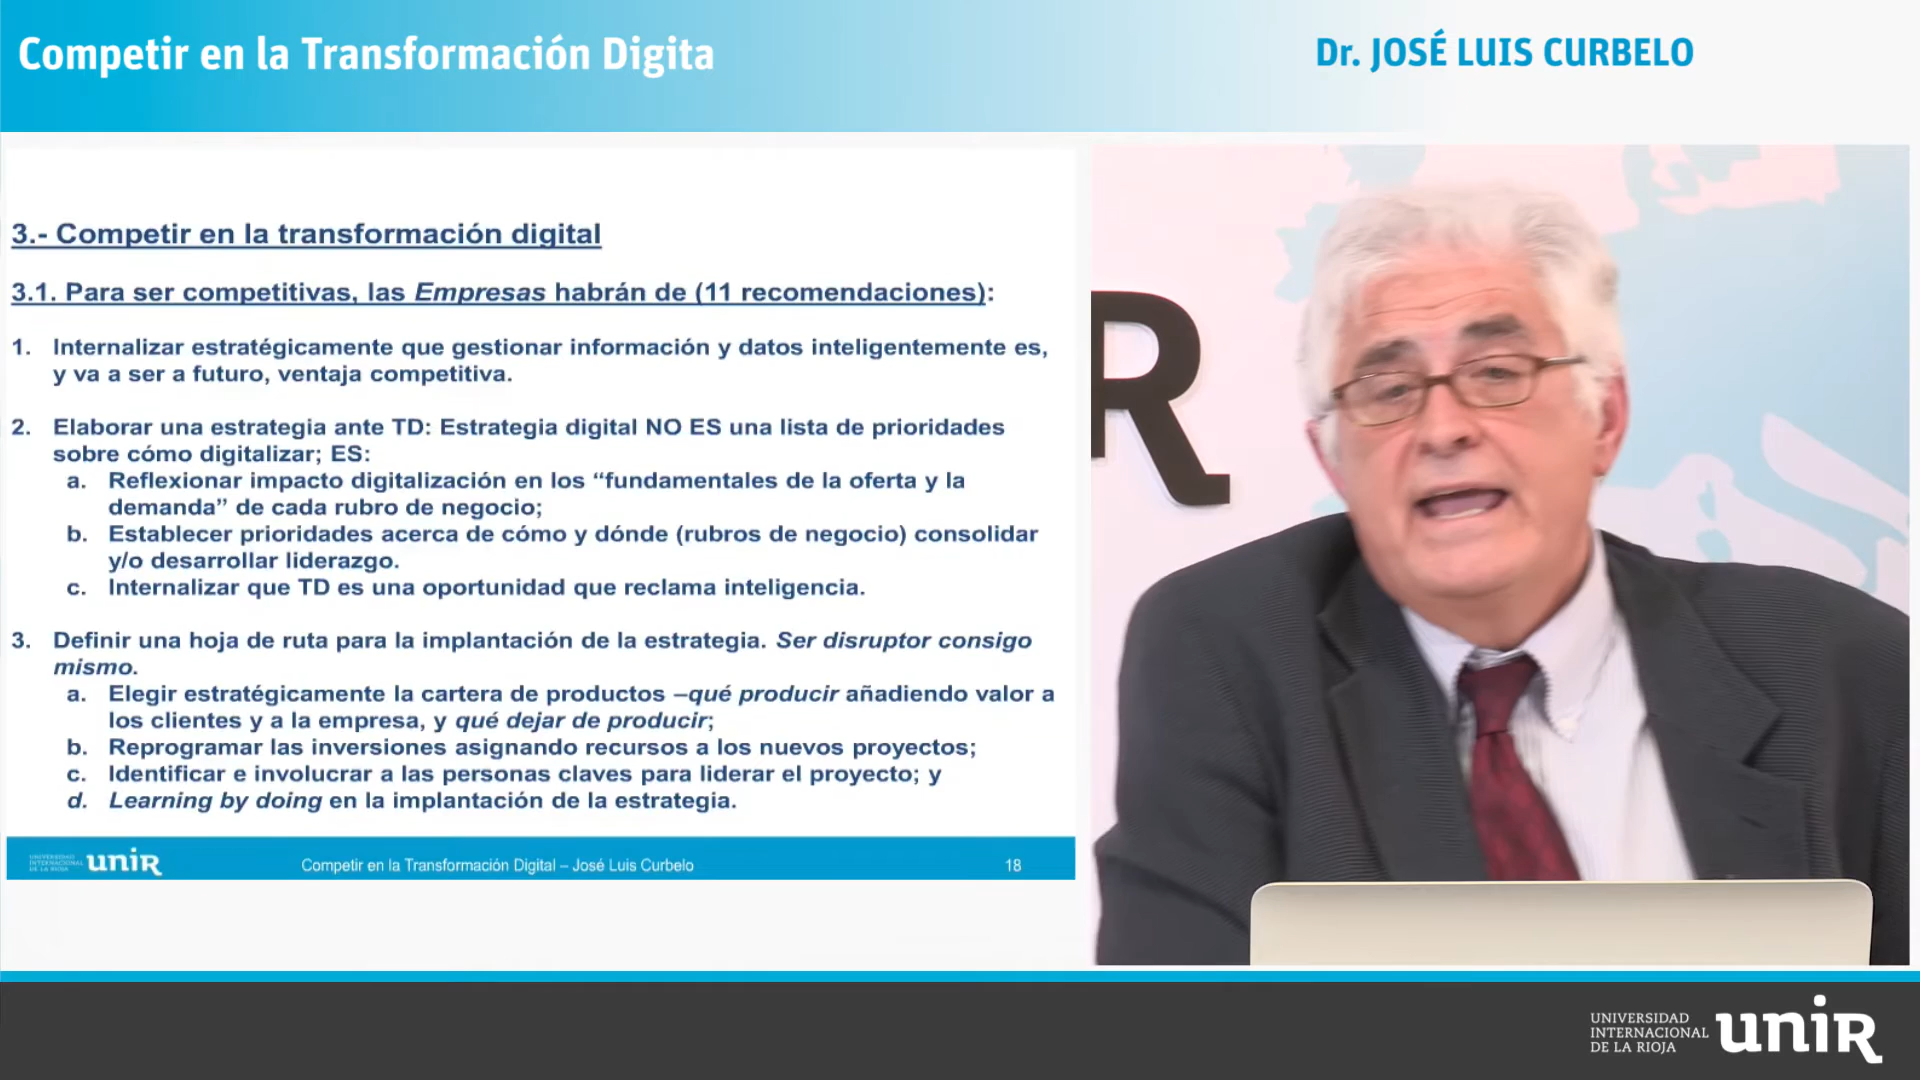 Competir en la Transformación Digita
Dr. JOSÉ LUIS CURBELO
3.- Competir en la transformación digital
3.1. Para ser competitivas, las Empresas habrán de (11 recomendaciones):
1. Internalizar estratégicamente que gestionar información y datos inteligentemente es,
y va a ser a futuro, ventaja competitiva.
2. Elaborar una estrategia ante TD: Estrategia digital NO ES una lista de prioridades
sobre cómo digitalizar; ES:
a. Reflexionar impacto digitalización en los “fundamentales de la oferta y la
demanda” de cada rubro de negocio;
b. Establecer prioridades acerca de cómo y dónde (rubros de negocio) consolidar
y/o desarrollar liderazgo.
c. Internalizar que TD es una oportunidad que reclama inteligencia.
3. Definir una hoja de ruta para la implantación de la estrategia. Ser disruptor consigo
mismo.
a. Elegir estratégicamente la cartera de productos –qué producir añadiendo valor a
los clientes y a la empresa, y qué dejar de producir;
b. Reprogramar las inversiones asignando recursos a los nuevos proyectos;
c. Identificar e involucrar a las personas claves para liderar el proyecto; y
d. Learning by doing en la implantación de la estrategia.
UNIVERSIDAD
INTERNACIONAL
DE LA RIOJA
unir
Competir en la Transformación Digital – José Luis Curbelo
18
R
UNIVERSIDAD
INTERNACIONAL
DE LA RIOJA
unir